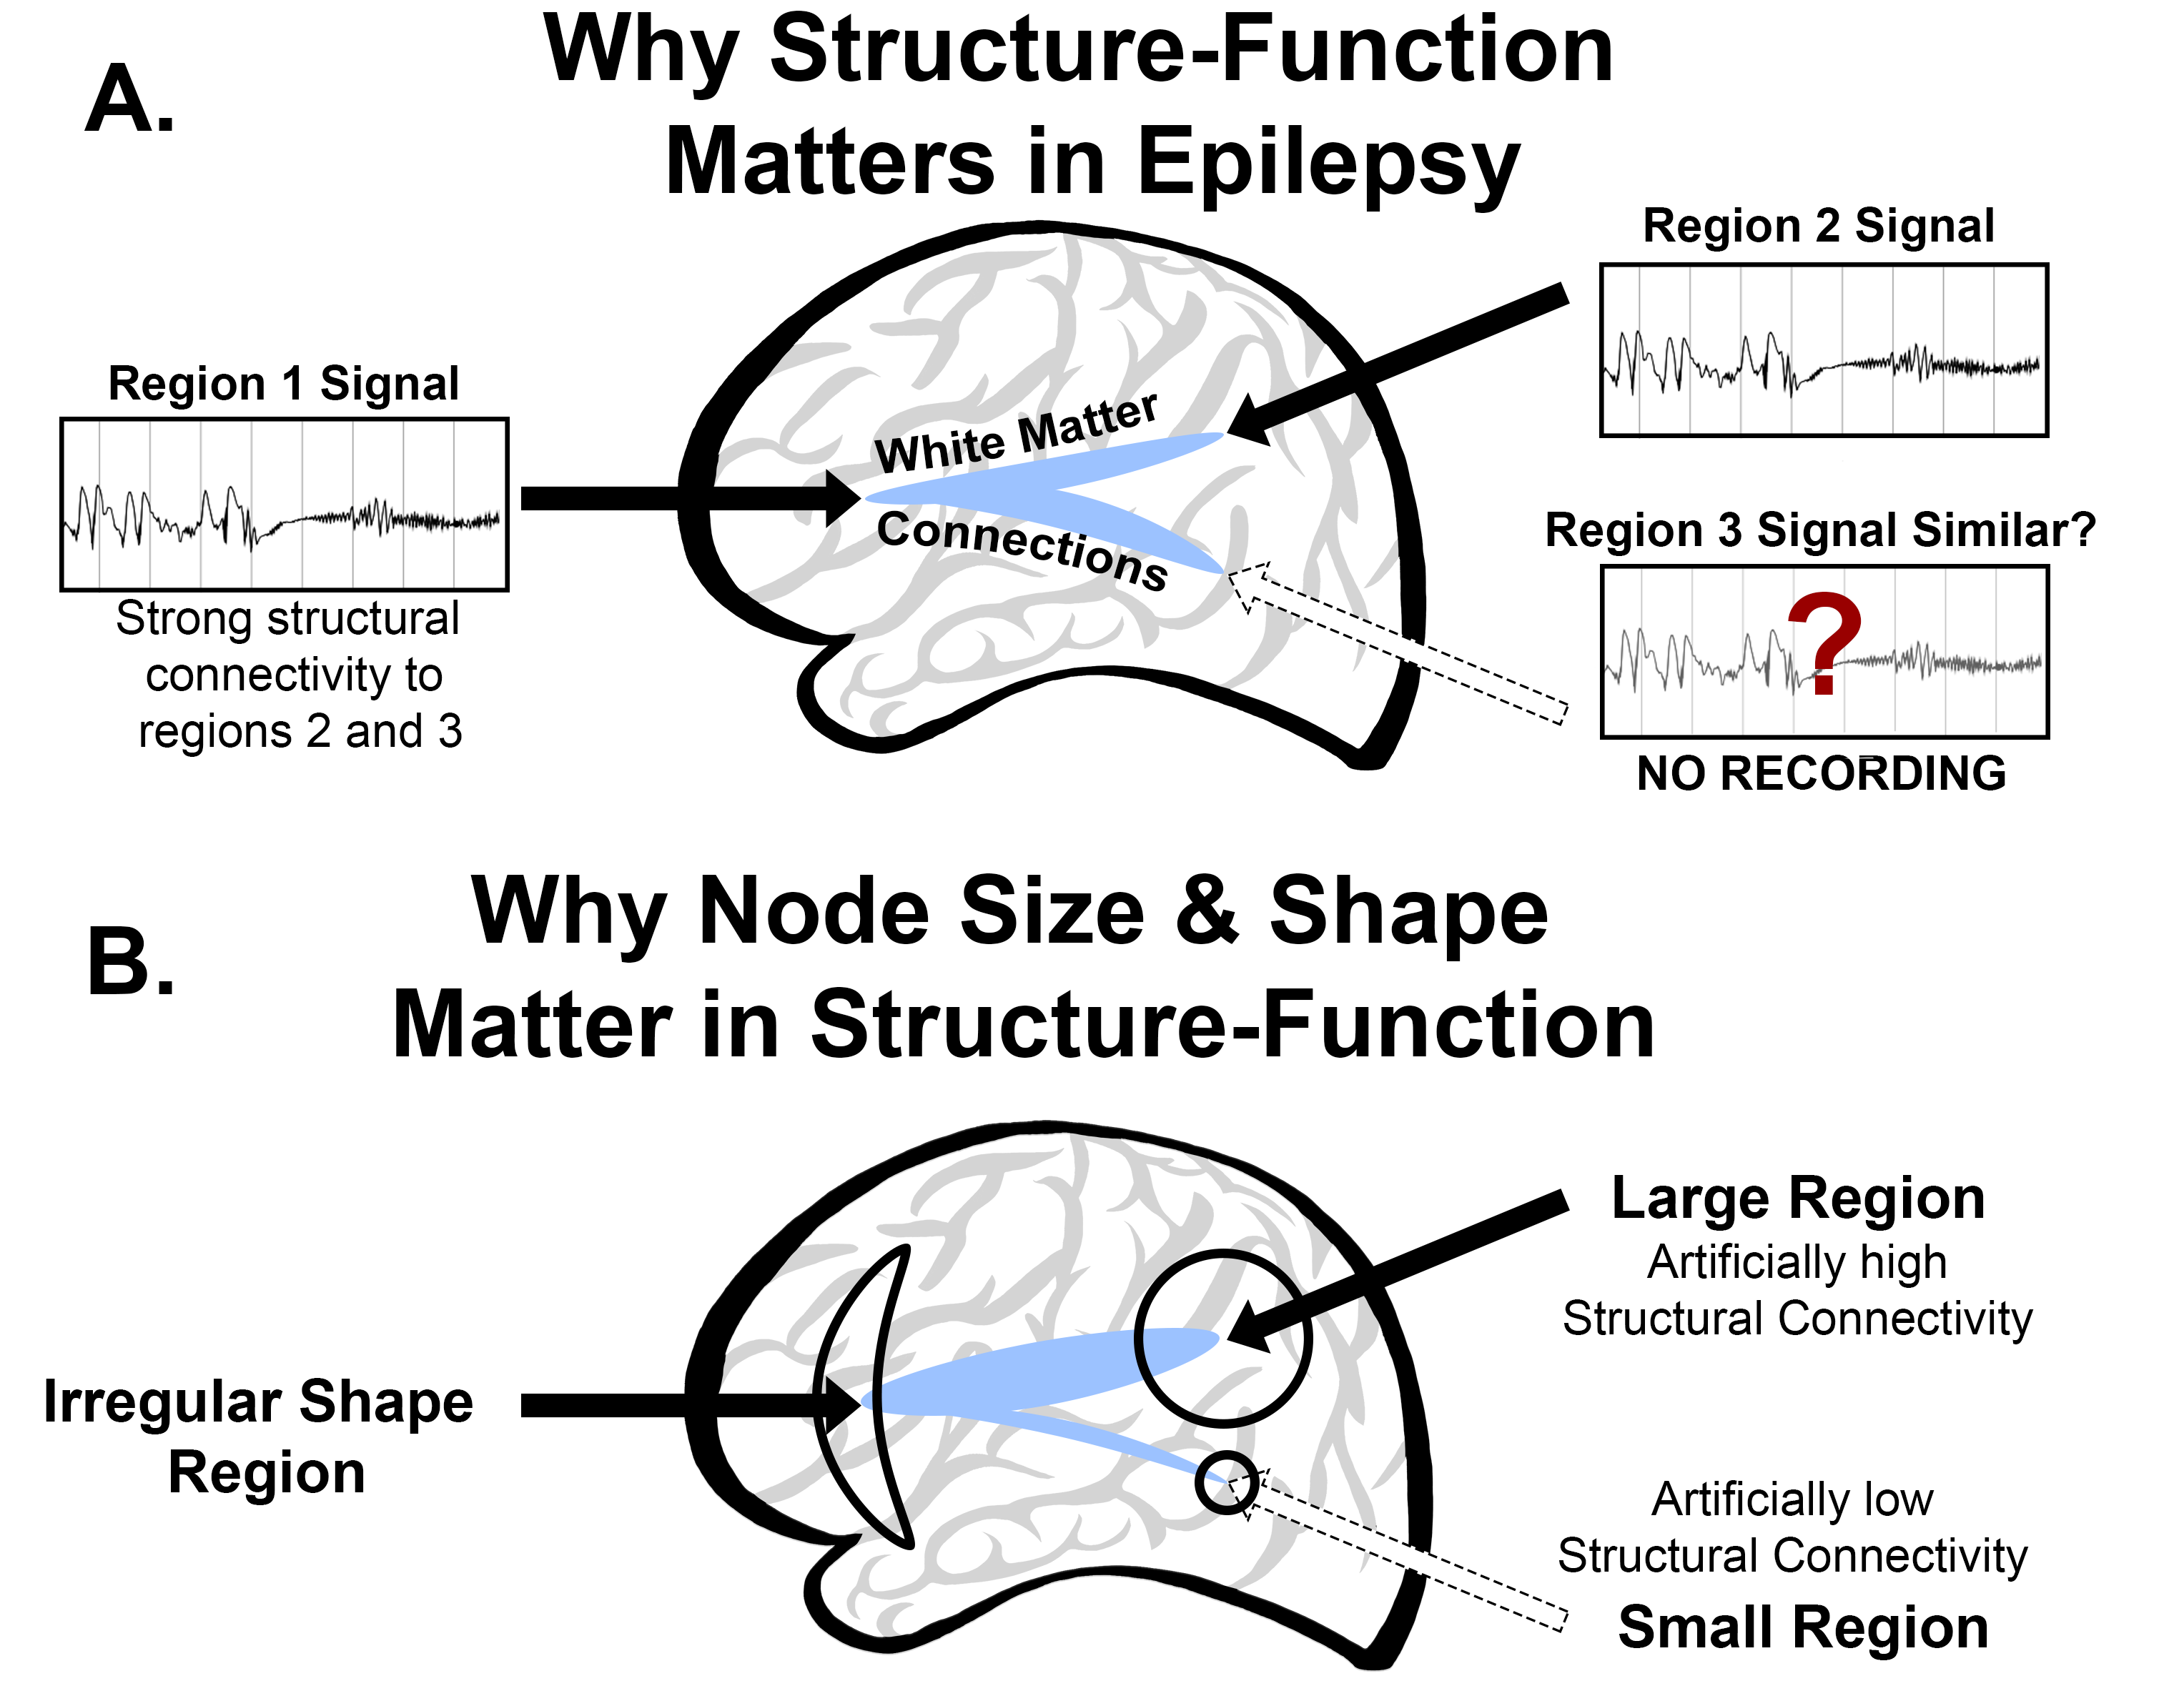 A.
Why Structure-Function
Matters in Epilepsy
Region 1 Signal
Strong structural
connectivity to
regions 2 and 3
White Matter
Connections
Region 2 Signal
Region 3 Signal Similar?
?
NO RECORDING
B.
Why Node Size & Shape
Matter in Structure-Function
Irregular Shape
Region
Large Region
Artificially high
Structural Connectivity
Artificially low
Structural Connectivity
Small Region